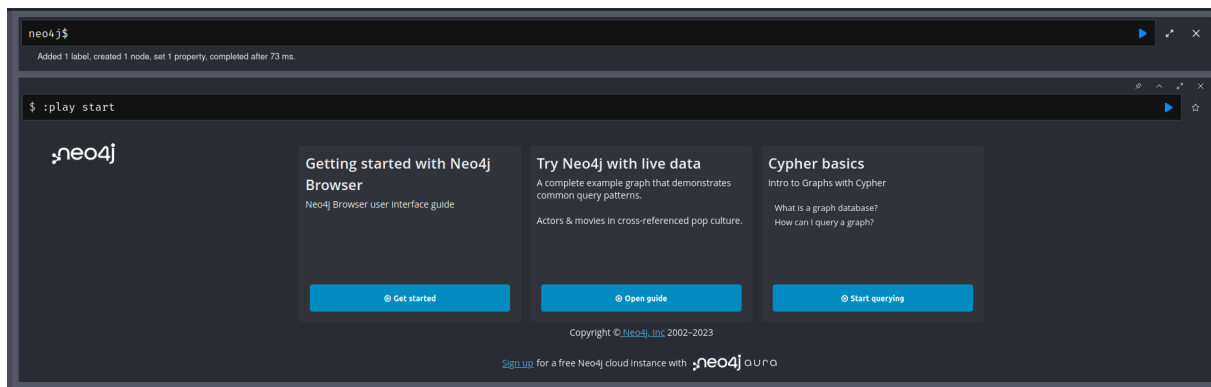 neo4j$
Added 1 label, created 1 node, set 1 property, completed after 73 ms.
$ :play start
neo4j
Getting started with Neo4j
Browser
Neo4j Browser user interface guide
Get started
Try Neo4j with live data
A complete example graph that demonstrates
common query patterns.
Actors & movies in cross-referenced pop culture.
Open guide
Cypher basics
Intro to Graphs with Cypher
What is a graph database?
How can I query a graph?
Start querying
Copyright © Neo4j, Inc 2002–2023
Sign up for a free Neo4j cloud instance with neo4j aura